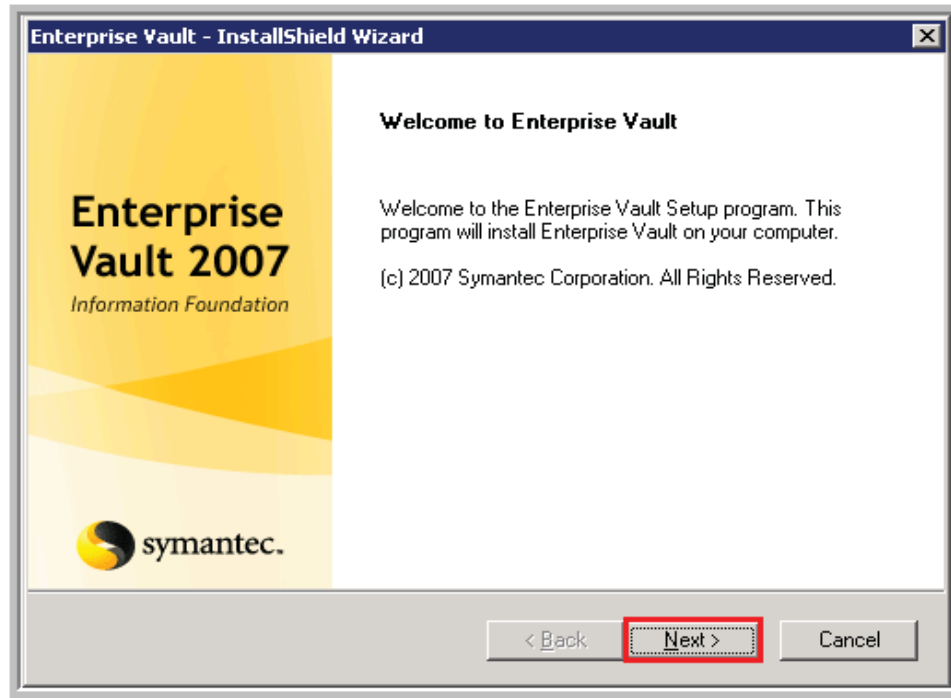 Enterprise Vault - InstallShield Wizard
Welcome to Enterprise Vault
Enterprise
Vault 2007
Information Foundation
Welcome to the Enterprise Vault Setup program. This
program will install Enterprise Vault on your computer.
(c) 2007 Symantec Corporation. All Rights Reserved.
symantec.
< Back
Next >
Cancel